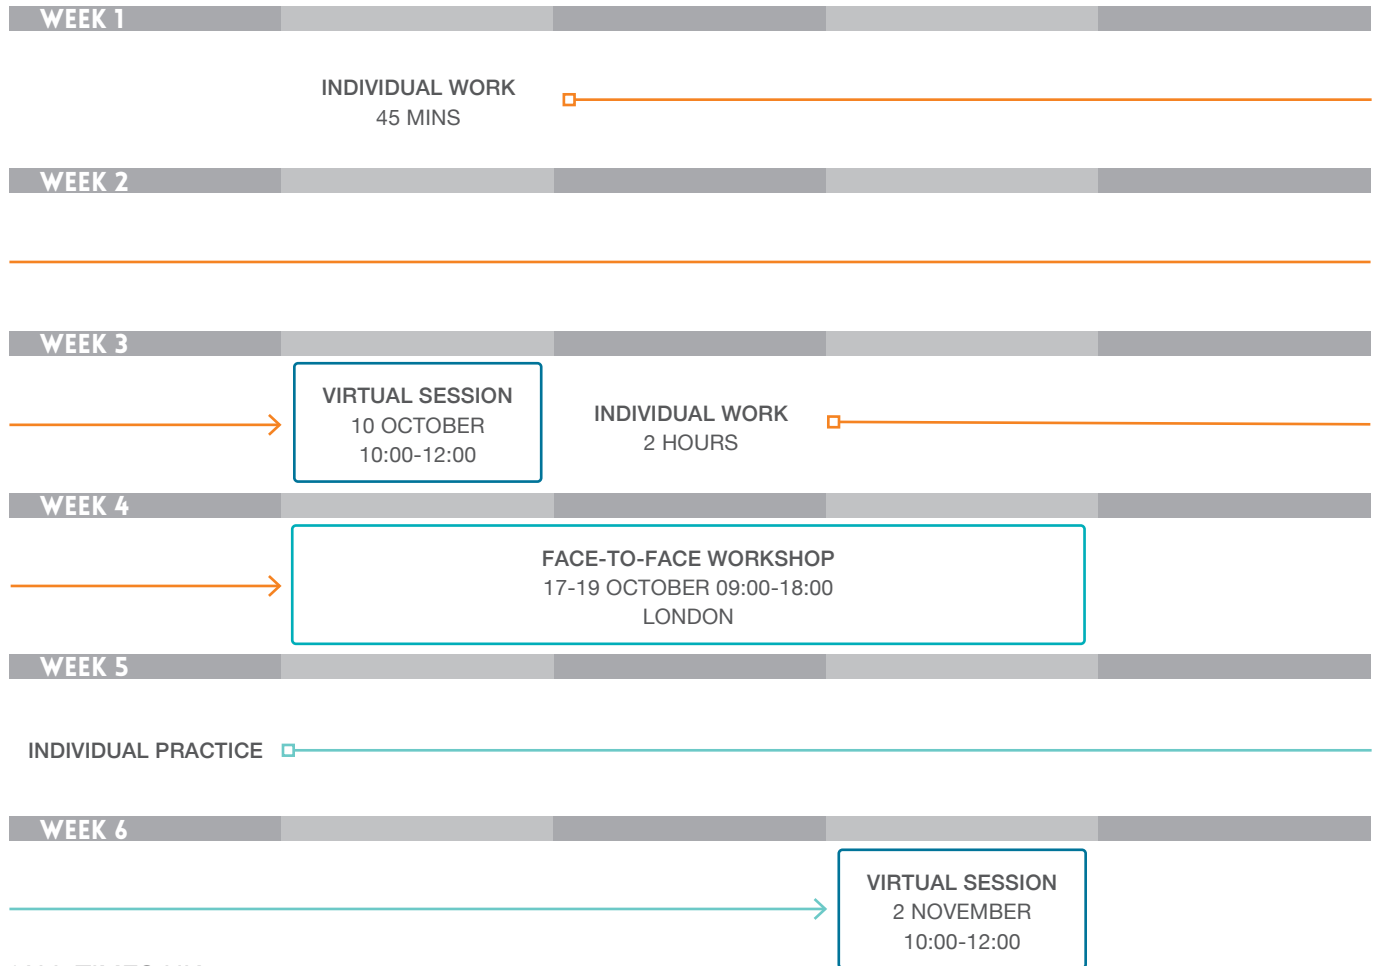 WEEK 1
INDIVIDUAL WORK
45 MINS
WEEK 2
WEEK 3
VIRTUAL SESSION
10 OCTOBER
10:00-12:00
INDIVIDUAL WORK
2 HOURS
WEEK 4
FACE-TO-FACE WORKSHOP
17-19 OCTOBER 09:00-18:00
LONDON
WEEK 5
INDIVIDUAL PRACTICE
WEEK 6
VIRTUAL SESSION
2 NOVEMBER
10:00-12:00